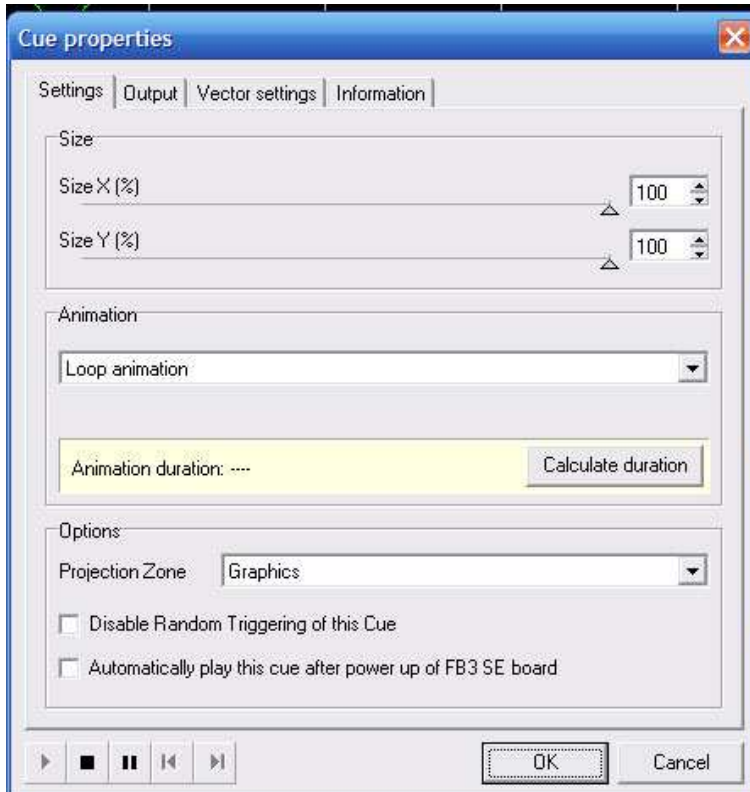 Cue properties
Settings Output Vector settings Information
Size
Size X (%) 100
Size Y (%) 100
Animation
Loop animation
Animation duration: ----
Calculate duration
Options
Projection Zone Graphics
Disable Random Triggering of this Cue
Automatically play this cue after power up of FB3 SE board
OK Cancel